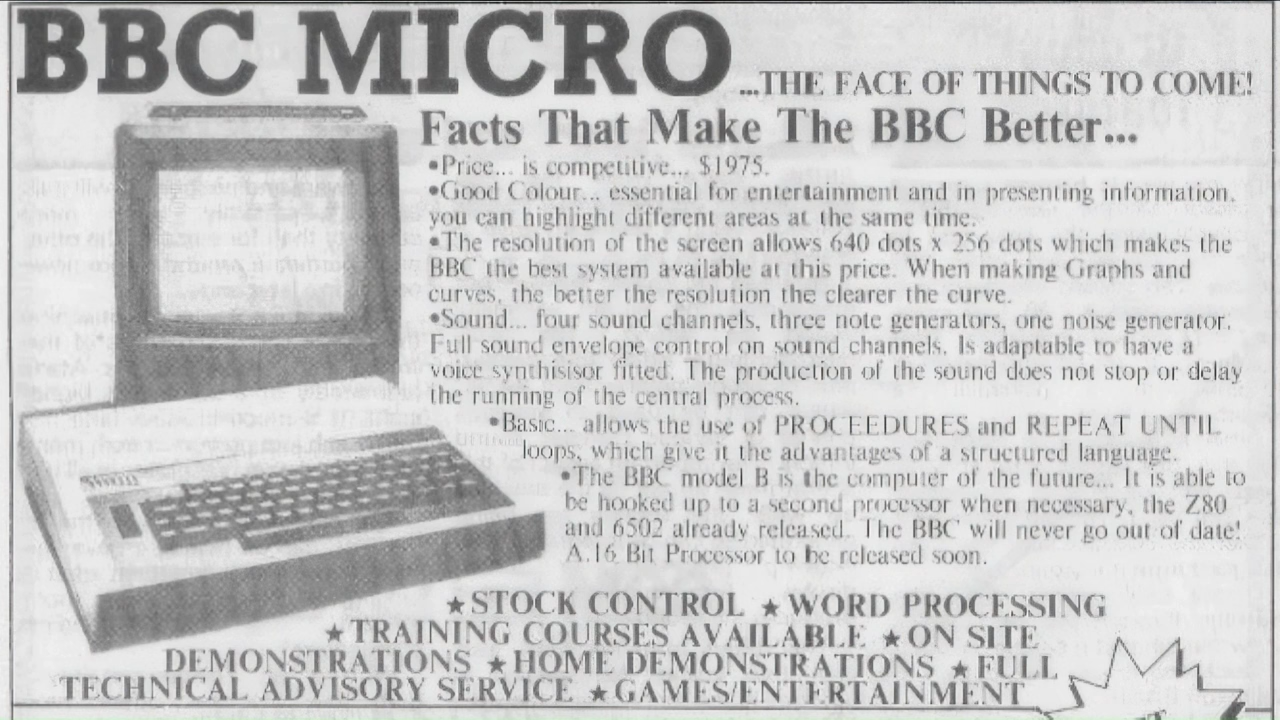 BBC MICRO
...THE FACE OF THINGS TO COME!
Facts That Make The BBC Better...
•Price... is competitive... $1975.
•Good Colour... essential for entertainment and in presenting information, you can highlight different areas at the same time.
•The resolution of the screen allows 640 dots x 256 dots which makes the
BBC the best system available at this price. When making Graphs and
curves, the better the resolution the clearer the curve.
•Sound... four sound channels, three note generators, one noise generator.
Full sound envelope control on sound channels. Is adaptable to have a
voice synthisisor fitted. The production of the sound does not stop or delay
the running of the central process.
•Basic... allows the use of PROCEEDURES and REPEAT UNTIL
loops, which give it the advantages of a structured language.
•The BBC model B is the computer of the future... It is able to
be hooked up to a second processor when necessary, the Z80
and 6502 already released. The BBC will never go out of date!
A.16 Bit Processor to be released soon.
★STOCK CONTROL ★WORD PROCESSING
★TRAINING COURSES AVAILABLE ★ON SITE
DEMONSTRATIONS ★HOME DEMONSTRATIONS ★FULL
TECHNICAL ADVISORY SERVICE ★GAMES/ENTERTAINMENT